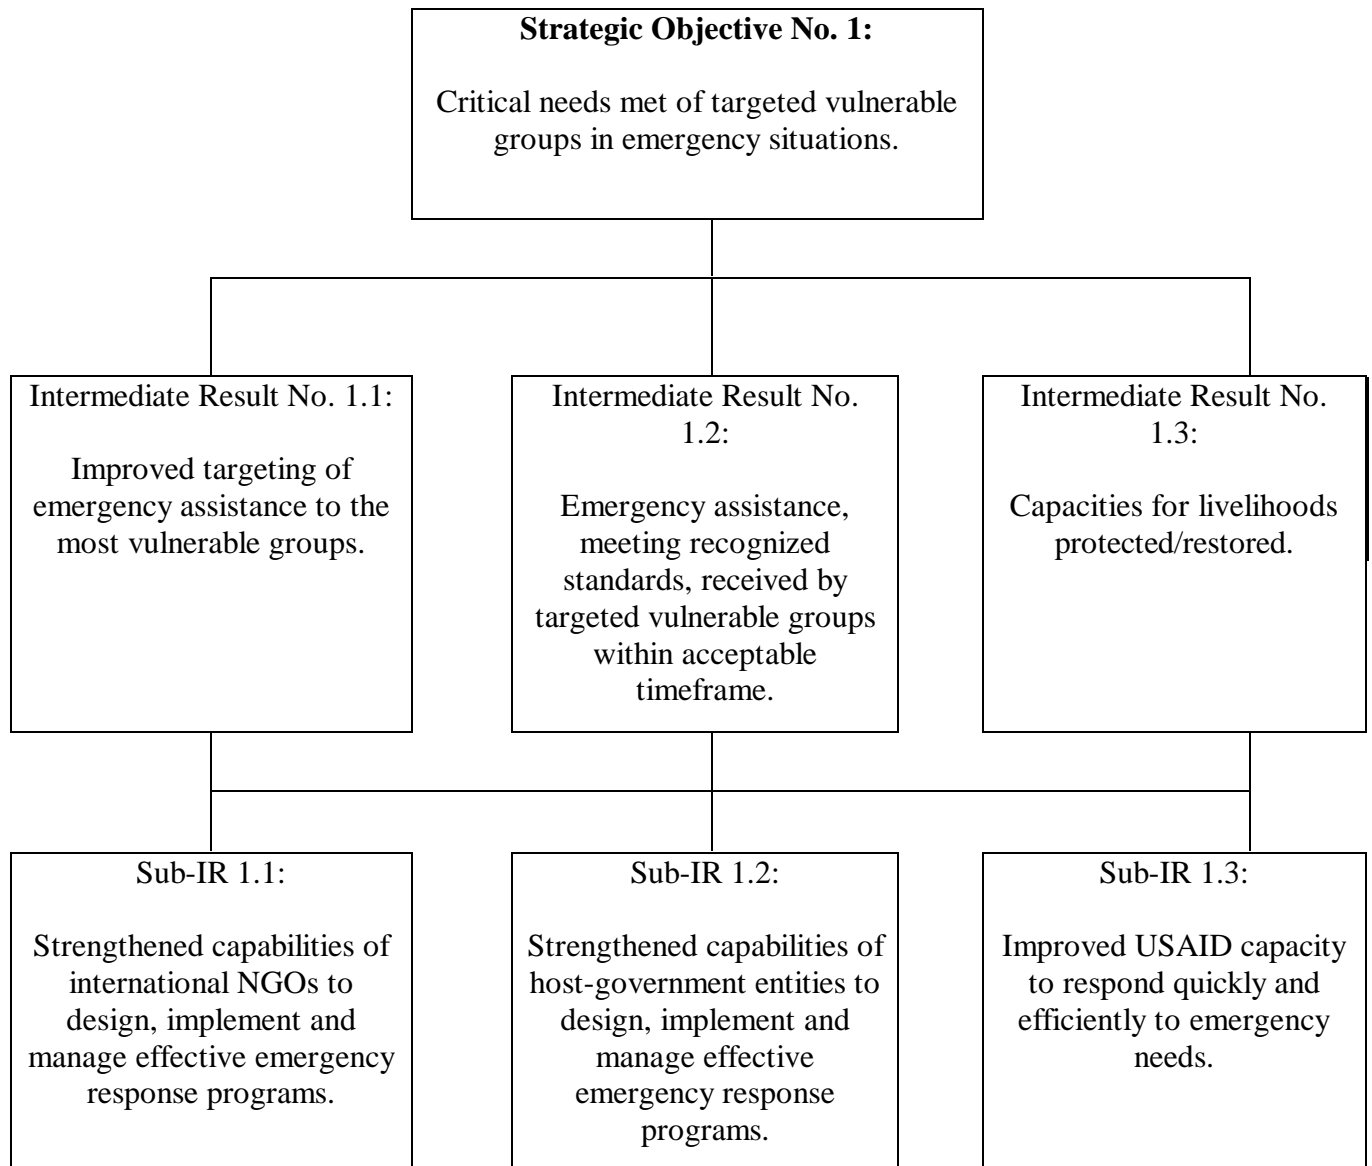 Strategic Objective No. 1:
Critical needs met of targeted vulnerable
groups in emergency situations.
Intermediate Result No. 1.1:
Improved targeting of
emergency assistance to the
most vulnerable groups.
Intermediate Result No.
1.2:
Emergency assistance,
meeting recognized
standards, received by
targeted vulnerable groups
within acceptable
timeframe.
Intermediate Result No.
1.3:
Capacities for livelihoods
protected/restored.
Sub-IR 1.1:
Strengthened capabilities of
international NGOs to
design, implement and
manage effective emergency
response programs.
Sub-IR 1.2:
Strengthened capabilities of
host-government entities to
design, implement and
manage effective
emergency response
programs.
Sub-IR 1.3:
Improved USAID capacity
to respond quickly and
efficiently to emergency
needs.